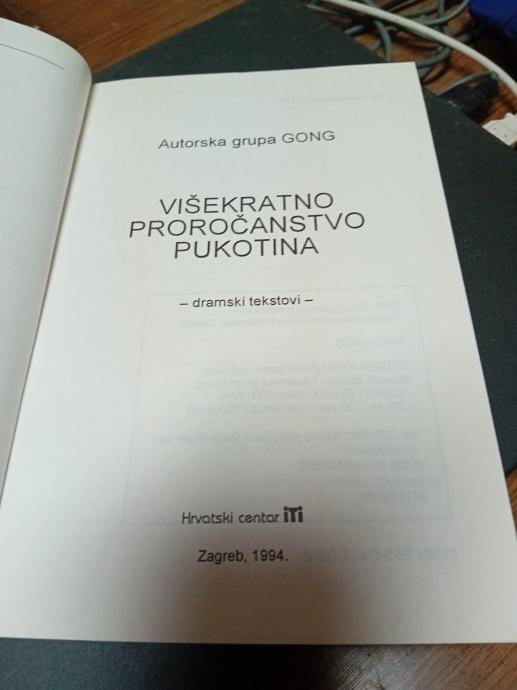 Autorska grupa GONG
VIŠEKRATNO
PROROČANSTVO
PUKOTINA
– dramski tekstovi –
Hrvatski centar ITI
Zagreb, 1994.